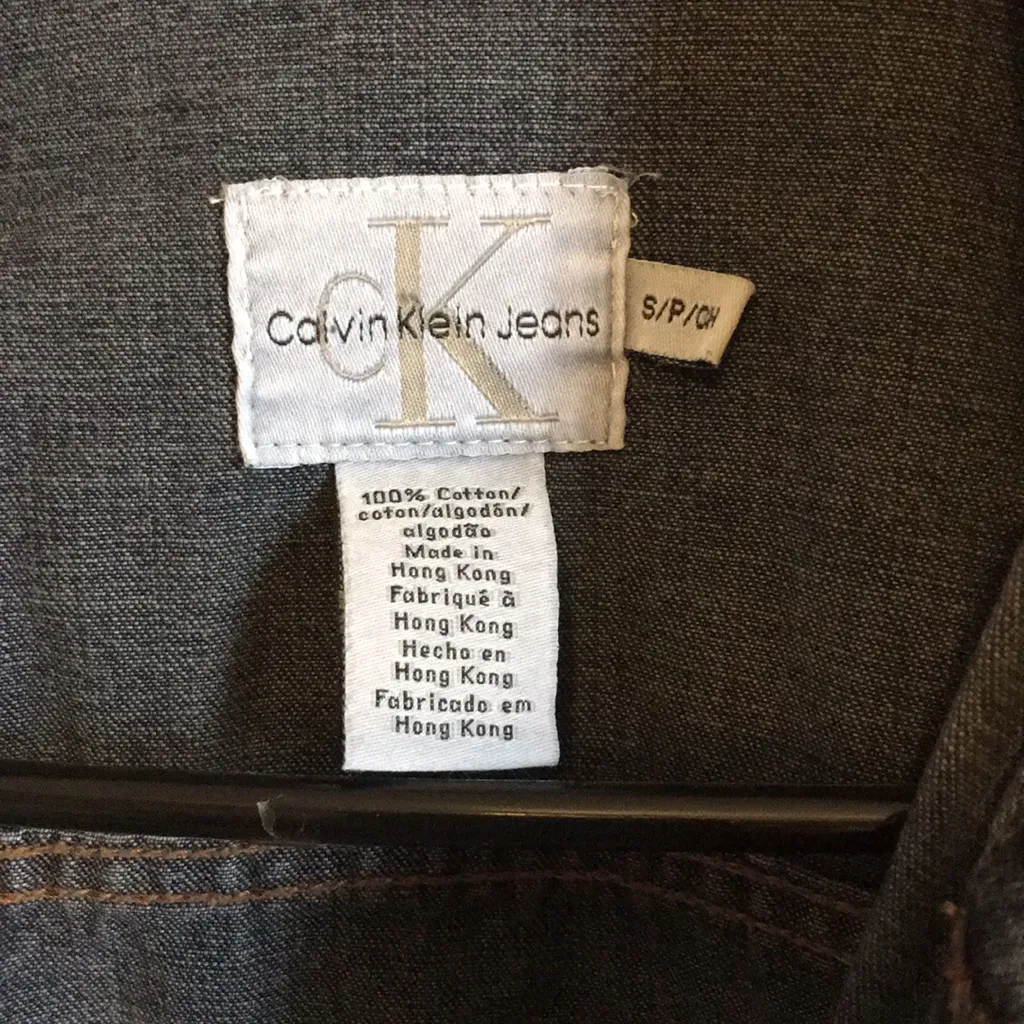 CK
Calvin Klein Jeans
S/P/CH
100% Cotton/
coton/algodón/
algodão
Made in
Hong Kong
Fabriqué à
Hong Kong
Hecho en
Hong Kong
Fabricado em
Hong Kong